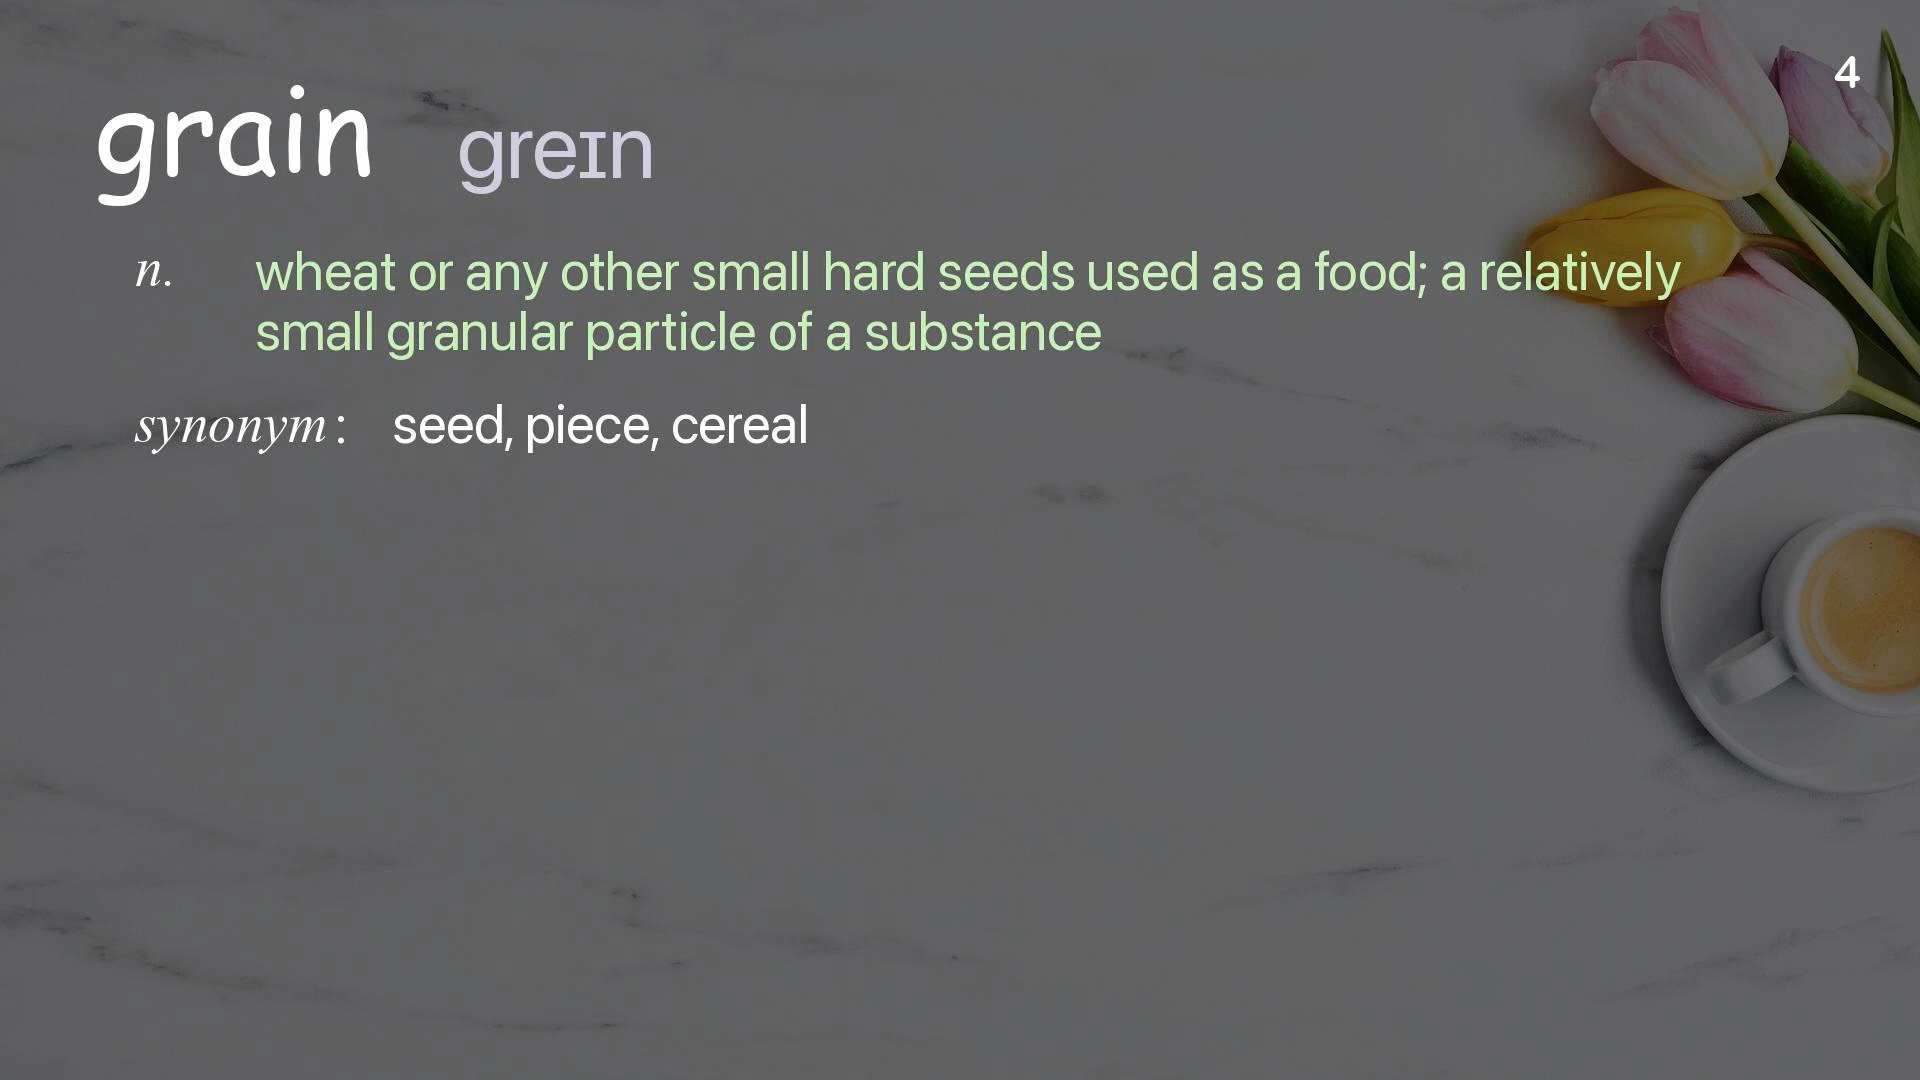 4
grain greɪn
n. wheat or any other small hard seeds used as a food; a relatively
small granular particle of a substance
synonym: seed, piece, cereal